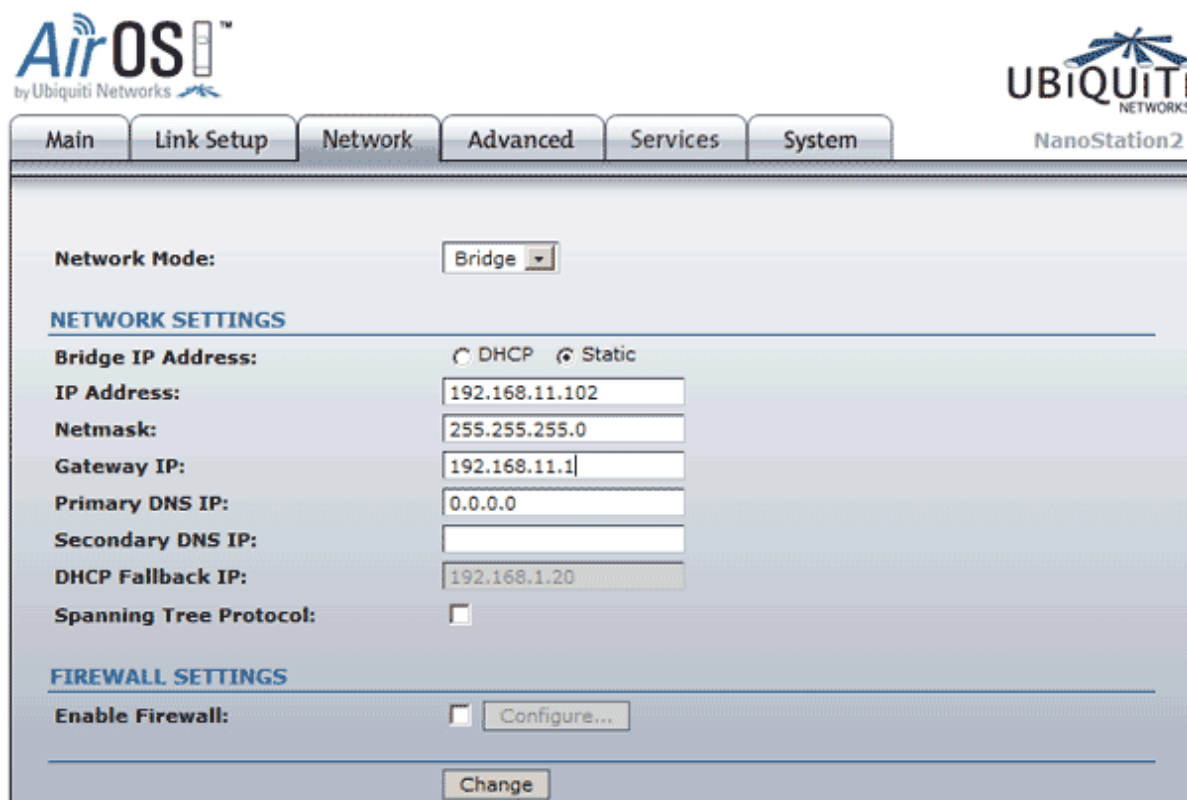 AirOS™
by Ubiquiti Networks
UBiQUiTi
NETWORKS
Main Link Setup Network Advanced Services System NanoStation2
Network Mode: Bridge
NETWORK SETTINGS
Bridge IP Address: DHCP Static
IP Address: 192.168.11.102
Netmask: 255.255.255.0
Gateway IP: 192.168.11.1
Primary DNS IP: 0.0.0.0
Secondary DNS IP:
DHCP Fallback IP: 192.168.1.20
Spanning Tree Protocol:
FIREWALL SETTINGS
Enable Firewall: Configure...
Change